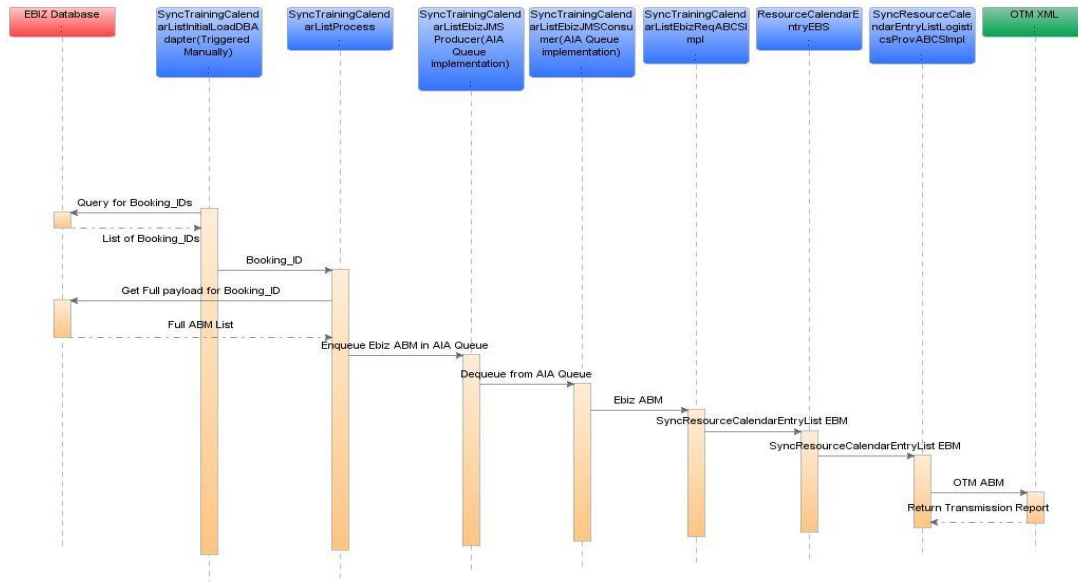 EBIZ Database
SyncTrainingCalen
darListInitialLoadDBA
dapter(Triggered
Manually)
:
SyncTrainingCalend
arListProcess
:
SyncTrainingCalend
arListEbizJMS
Producer(AIA
Queue
implementation)
:
SyncTrainingCalend
arListEbizJMSConsu
mer(AIA Queue
implementation)
:
SyncTrainingCalend
arListEbizReqABCSI
mpl
:
ResourceCalendarE
ntryEBS
:
SyncResourceCale
ndarEntryListLogisti
csProvABCSImpl
:
OTM XML
:
Query for Booking_IDs
List of Booking_IDs
Booking_ID
Get Full payload for Booking_ID
Full ABM List
Enqueue Ebiz ABM in AIA Queue
Dequeue from AIA Queue
Ebiz ABM
SyncResourceCalendarEntryList EBM
SyncResourceCalendarEntryList EBM
OTM ABM
Return Transmission Report